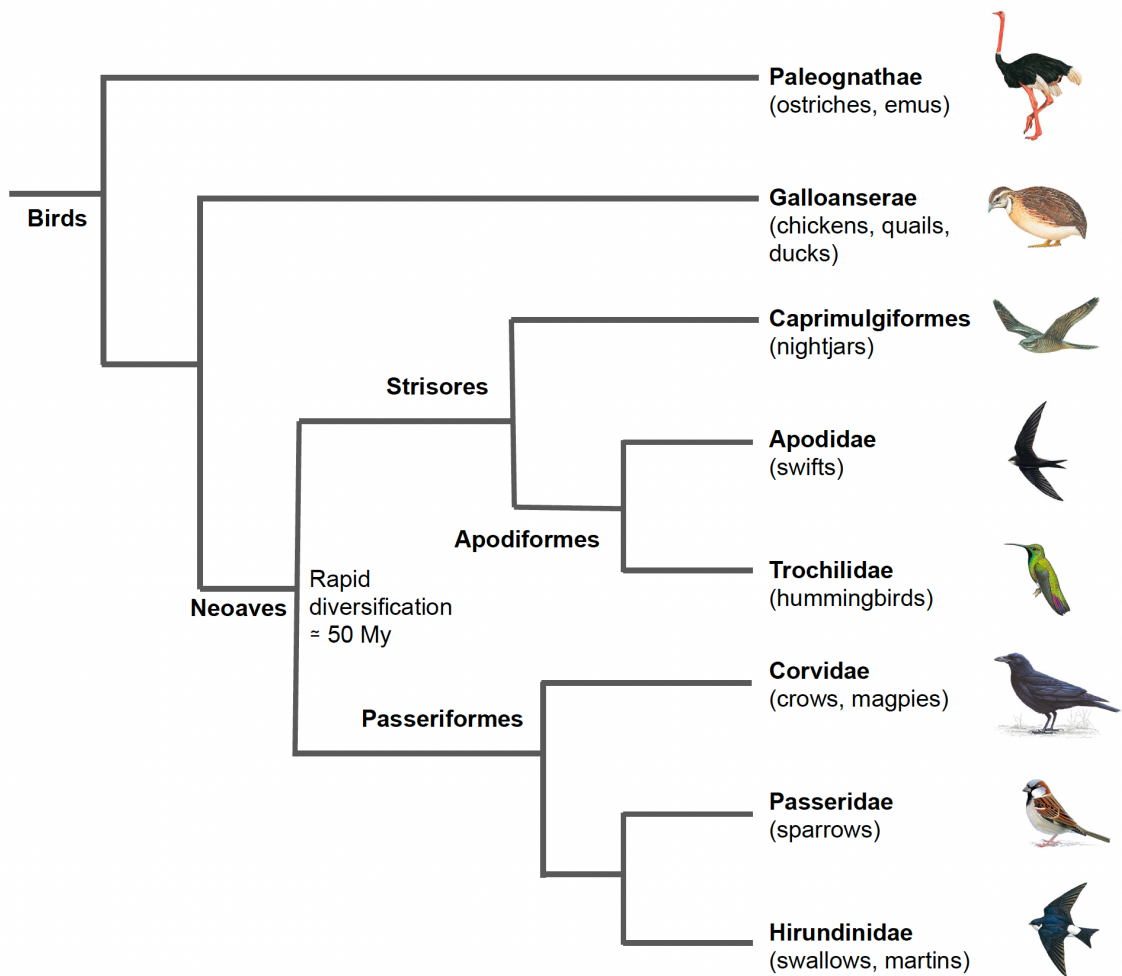 Paleognathae
(ostriches, emus)
Birds
Galloanserae
(chickens, quails,
ducks)
Caprimulgiformes
(nightjars)
Strisores
Apodidae
(swifts)
Apodiformes
Trochilidae
(hummingbirds)
Rapid
diversification
≃ 50 My
Neoaves
Corvidae
(crows, magpies)
Passeriformes
Passeridae
(sparrows)
Hirundinidae
(swallows, martins)